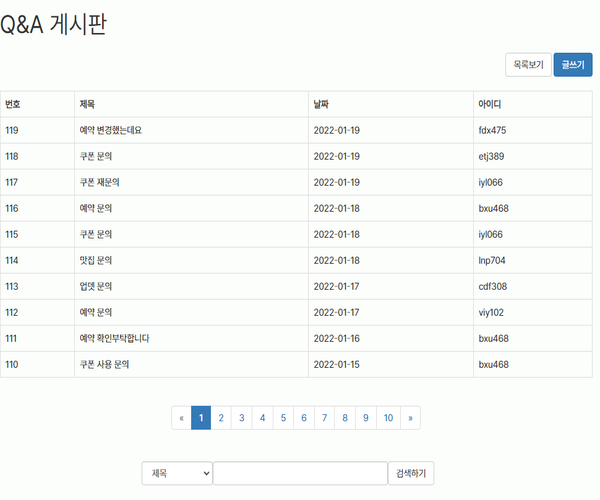 Q&A 게시판
목록보기 글쓰기
번호 제목 날짜 아이디
119 예약 변경했는데요 2022-01-19 fdx475
118 쿠폰 문의 2022-01-19 etj389
117 쿠폰 재문의 2022-01-19 iyl066
116 예약 문의 2022-01-18 bxu468
115 쿠폰 문의 2022-01-18 iyl066
114 맛집 문의 2022-01-18 lnp704
113 업뎃 문의 2022-01-17 cdf308
112 예약 문의 2022-01-17 viy102
111 예약 확인부탁합니다 2022-01-16 bxu468
110 쿠폰 사용 문의 2022-01-15 bxu468
« 1 2 3 4 5 6 7 8 9 10 »
제목 검색하기